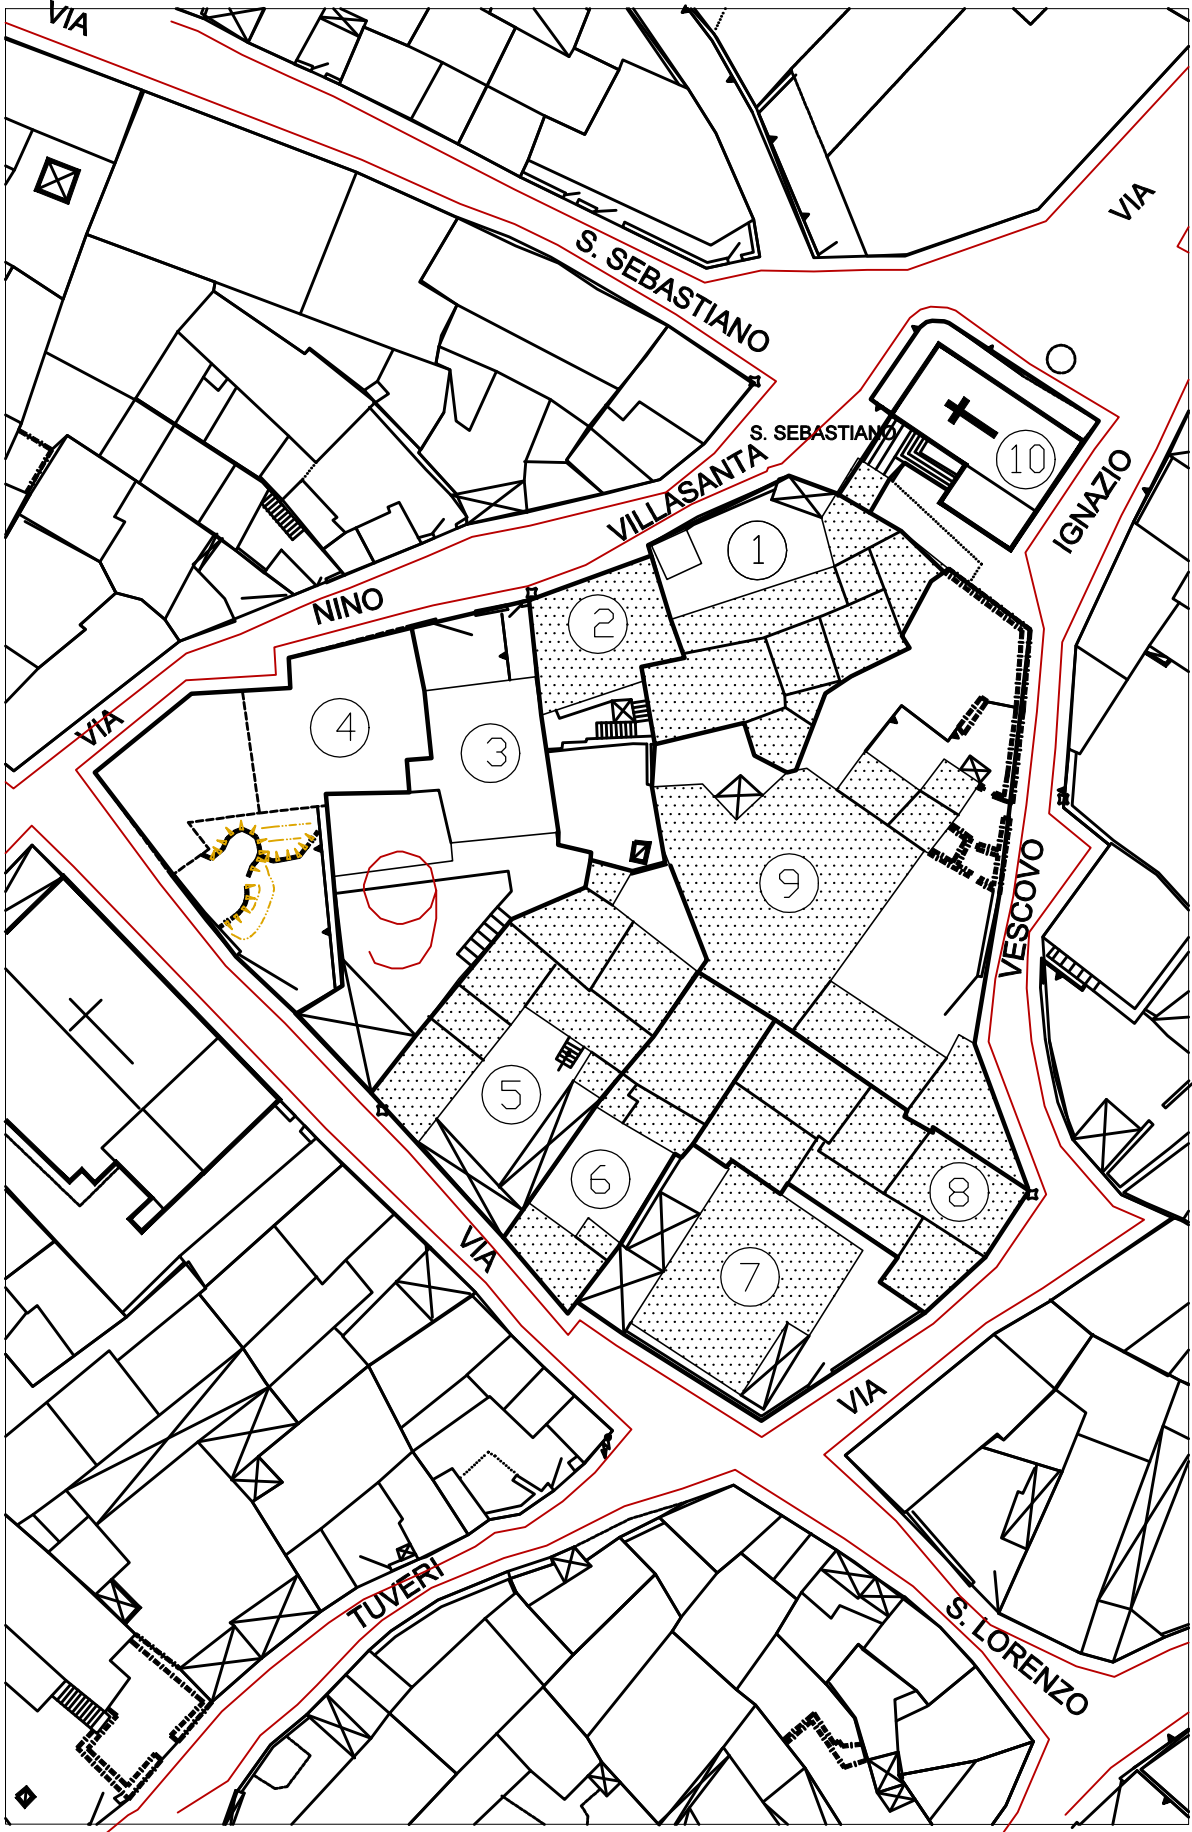 VIA
S. SEBASTIANO
VIA
IGNAZIO
S. SEBASTIANO
10
VILLASANTA
1
NINO
2
VIA
4
3
9
VESCOVO
9
5
6
8
VIA
7
VIA
TUVERI
S. LORENZO